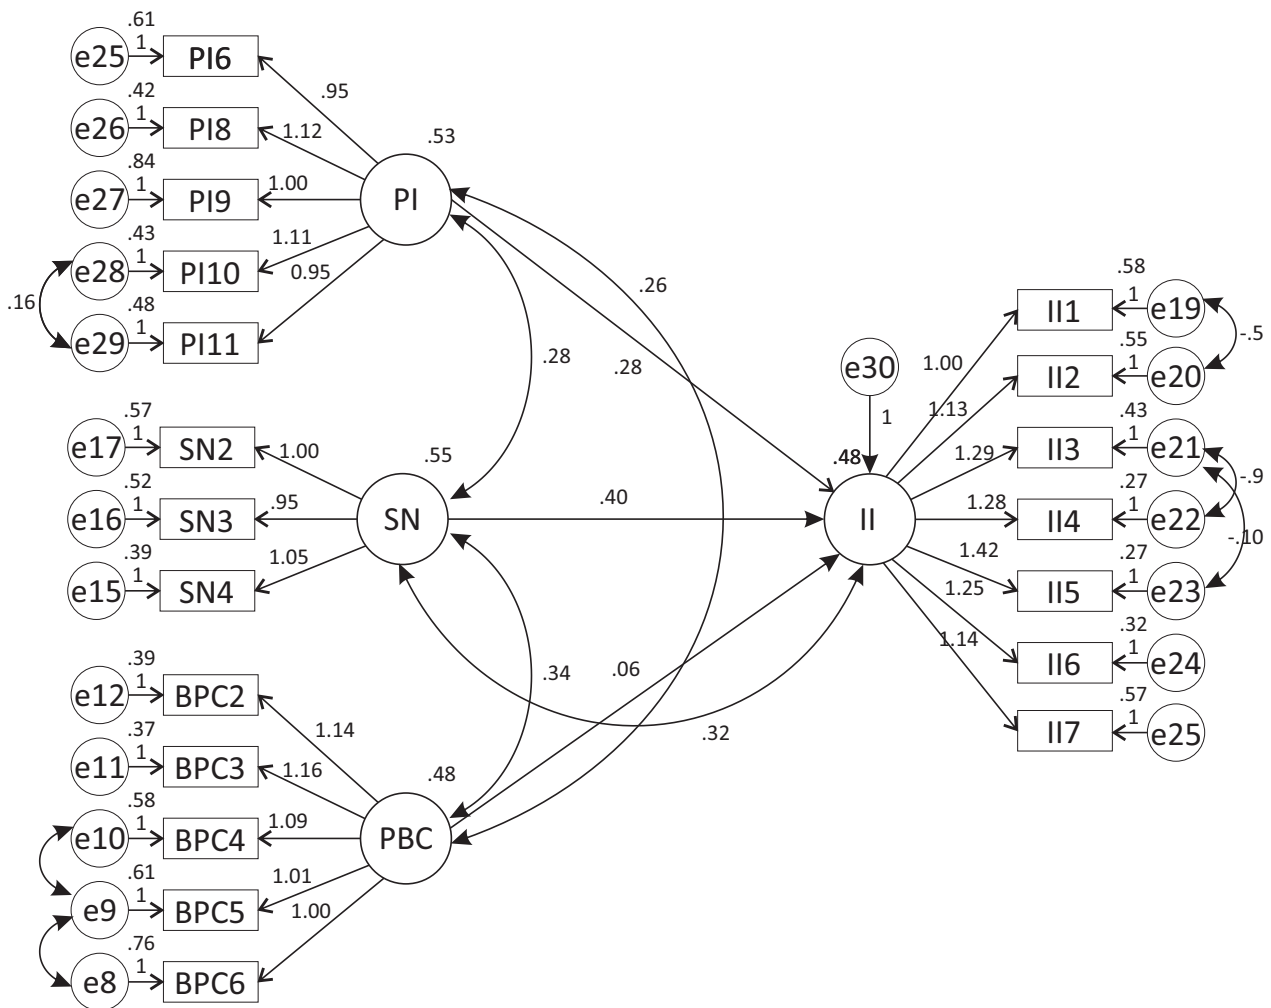 .61
e25 1 PI6
.95
.42
e26 1 PI8
1.12
.53
.84
e27 1 PI9
1.00
PI
.43
e28 1 PI10
1.11
.16
.48
e29 1 PI11
0.95
.26
.28
.28
.57
e17 1 SN2
1.00
.55
.52
e16 1 SN3
.95
SN
.40
.39
e15 1 SN4
1.05
.39
e12 1 BPC2
1.14
.34
.06
.32
.37
e11 1 BPC3
1.16
.48
.58
e10 1 BPC4
1.09
PBC
.61
e9 1 BPC5
1.01
1.00
.76
e8 1 BPC6
e30
1
.48
II
.58
1.00
II1 1 e19
-.5
.55
1.13
II2 1 e20
.43
1.29
II3 1 e21
-.9
.27
1.28
II4 1 e22
-.10
.27
1.42
II5 1 e23
.32
1.25
II6 1 e24
.57
1.14
II7 1 e25